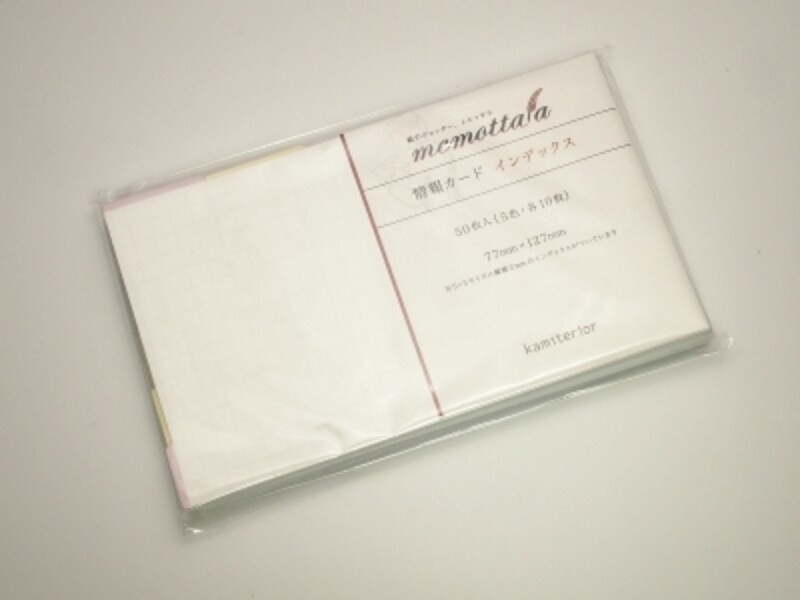 memottaia
情報カード インデックス
50枚入(5色・各10枚)
77mm×127mm
kamiterior